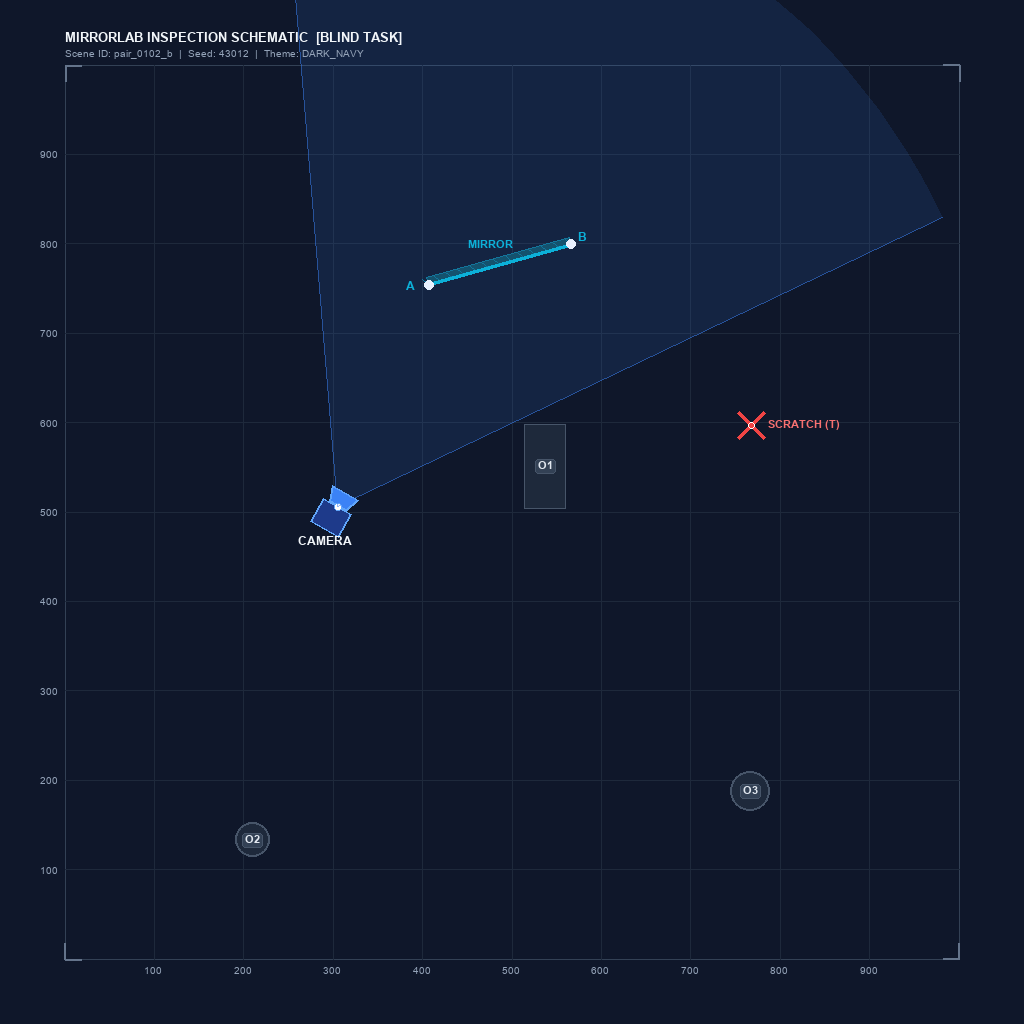 MIRRORLAB INSPECTION SCHEMATIC [BLIND TASK]
Scene ID: pair_0102_b | Seed: 43012 | Theme: DARK_NAVY
900
800
700
600
500
400
300
200
100
MIRROR
B
A
SCRATCH (T)
O1
CAMERA
O3
O2
100 200 300 400 500 600 700 800 900